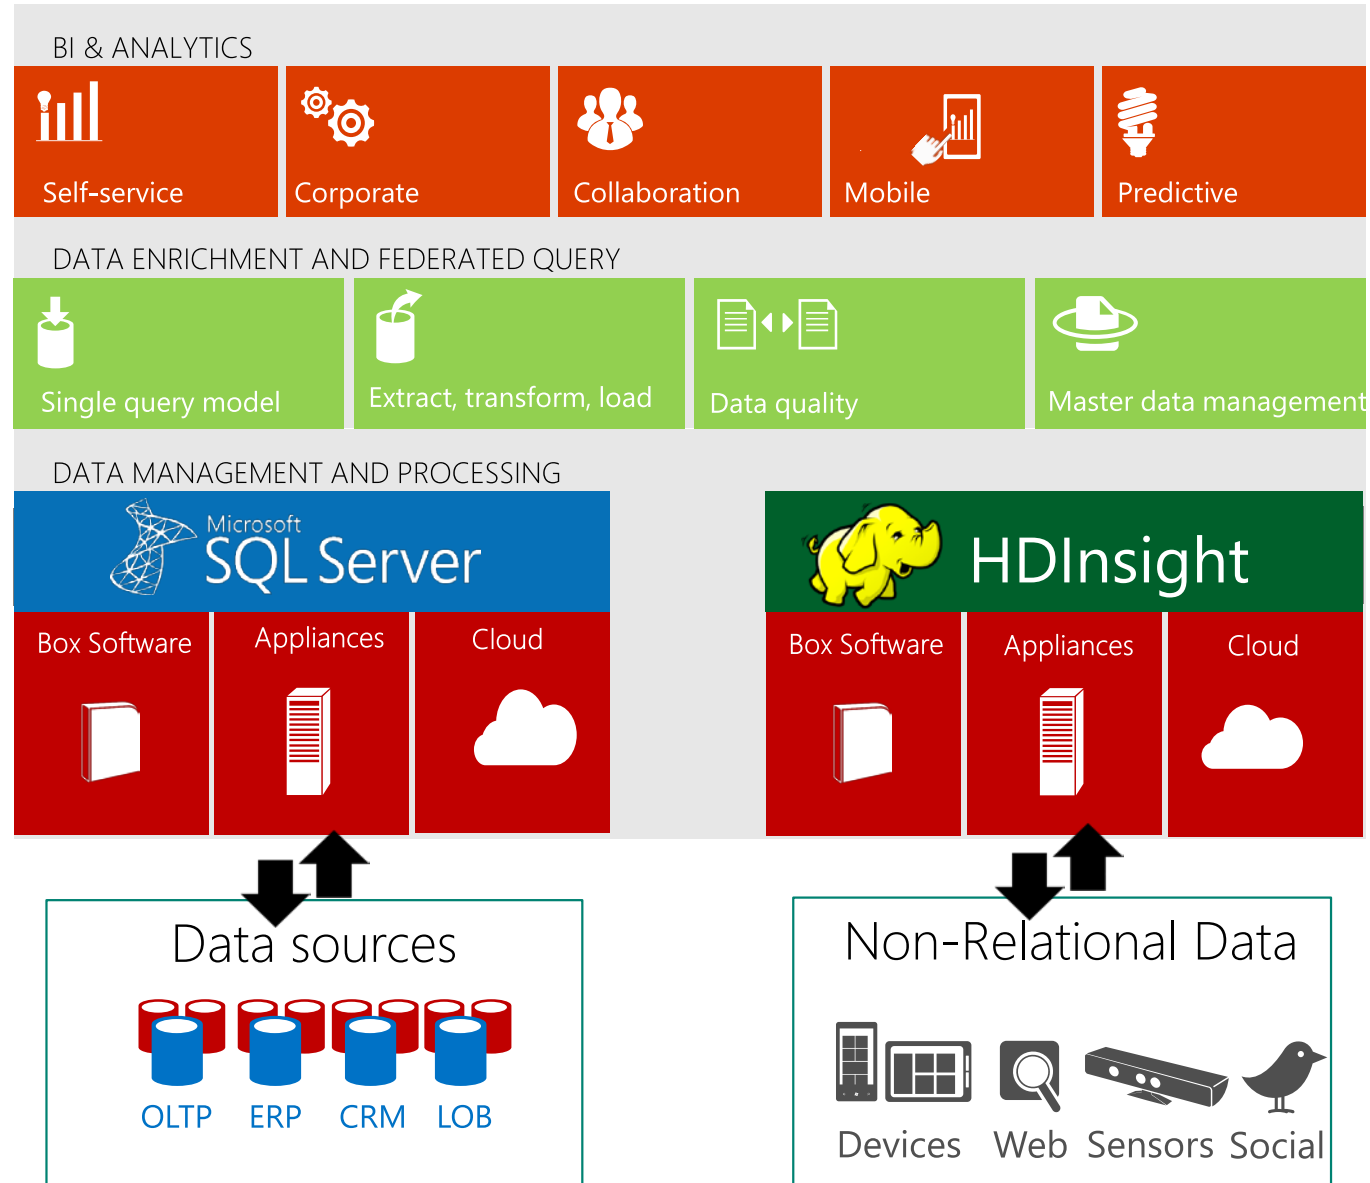 BI & ANALYTICS
Self-service
Corporate
Collaboration
Mobile
Predictive
DATA ENRICHMENT AND FEDERATED QUERY
Single query model
Extract, transform, load
Data quality
Master data management
DATA MANAGEMENT AND PROCESSING
Microsoft
SQL Server
HDInsight
Box Software
Appliances
Cloud
Box Software
Appliances
Cloud
Data sources
OLTP
ERP
CRM
LOB
Non-Relational Data
Devices
Web
Sensors
Social